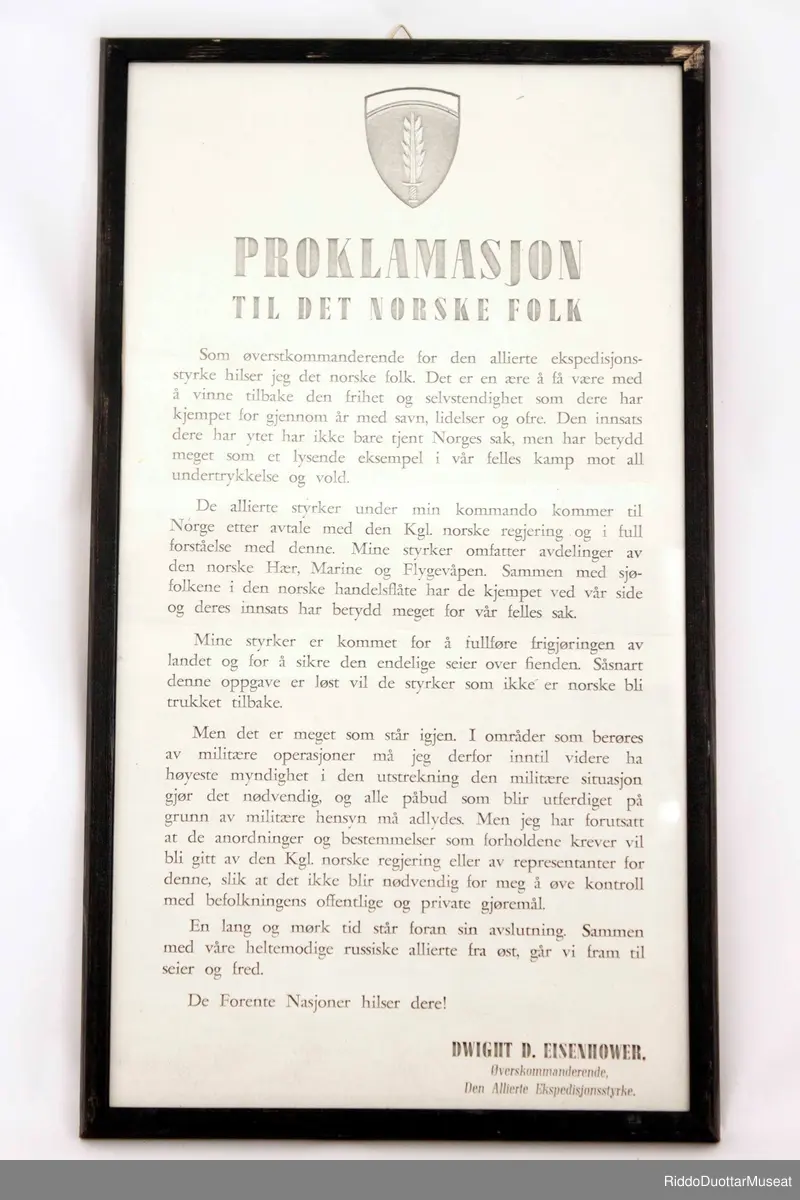 PROKLAMASJON
TIL DET NORSKE FOLK
Som øverstkommanderende for den allierte ekspedisjons-
styrke hilser jeg det norske folk. Det er en ære å få være med
å vinne tilbake den frihet og selvstendighet som dere har
kjempet for gjennom år med savn, lidelser og ofre. Den innsats
dere har ytet har ikke bare tjent Norges sak, men har betydd
meget som et lysende eksempel i vår felles kamp mot all
undertrykkelse og vold.
De allierte styrker under min kommando kommer til
Norge etter avtale med den Kgl. norske regjering og i full
forståelse med denne. Mine styrker omfatter avdelinger av
den norske Hær, Marine og Flygevåpen. Sammen med sjø-
folkene i den norske handelsflåte har de kjempet ved vår side
og deres innsats har betydd meget for vår felles sak.
Mine styrker er kommet for å fullføre frigjøringen av
landet og for å sikre den endelige seier over fienden. Såsnart
denne oppgave er løst vil de styrker som ikke er norske bli
trukket tilbake.
Men det er meget som står igjen. I områder som berøres
av militære operasjoner må jeg derfor inntil videre ha
høyeste myndighet i den utstrekning den militære situasjon
gjør det nødvendig, og alle påbud som blir utferdiget på
grunn av militære hensyn må adlydes. Men jeg har forutsatt
at de anordninger og bestemmelser som forholdene krever vil
bli gitt av den Kgl. norske regjering eller av representanter for
denne, slik at det ikke blir nødvendig for meg å øve kontroll
med befolkningens offentlige og private gjøremål.
En lang og mørk tid står foran sin avslutning. Sammen
med våre heltemodige russiske allierte fra øst, går vi fram til
seier og fred.
De Forente Nasjoner hilser dere!
DWIGHT D. EISENHOWER.
Øverskommanderende,
Den Allierte Ekspedisjonsstyrke.
RiddoDuottarMuseat